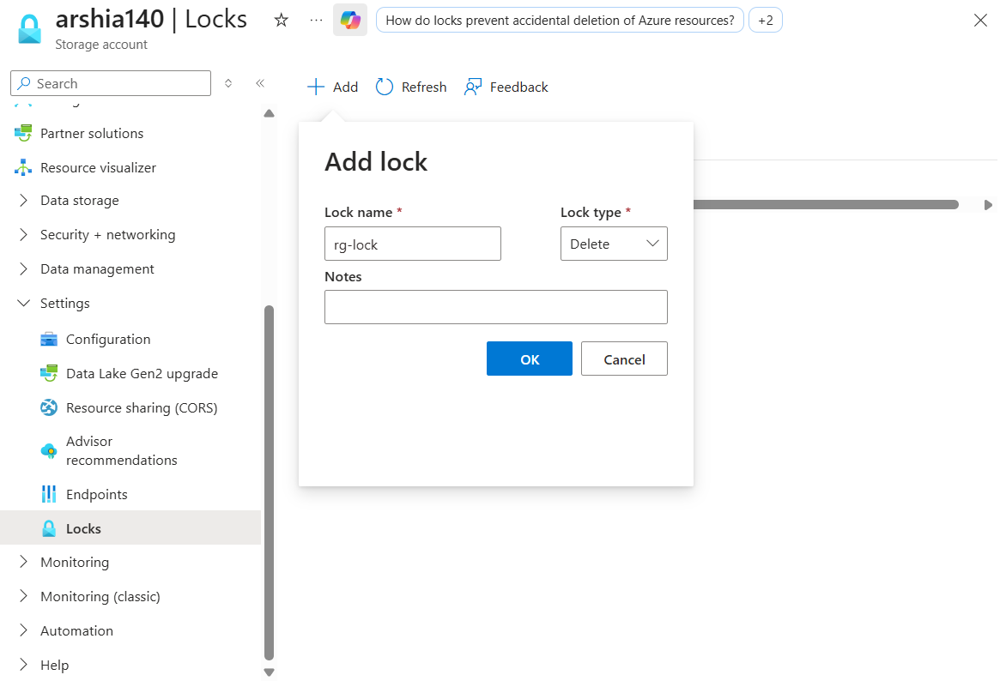 arshia140 | Locks
Storage account
How do locks prevent accidental deletion of Azure resources?
+2
Search
Partner solutions
Resource visualizer
Data storage
Security + networking
Data management
Settings
Configuration
Data Lake Gen2 upgrade
Resource sharing (CORS)
Advisor
recommendations
Endpoints
Locks
Monitoring
Monitoring (classic)
Automation
Help
Add
Refresh
Feedback
Add lock
Lock name *
Lock type *
rg-lock
Delete
Notes
OK
Cancel